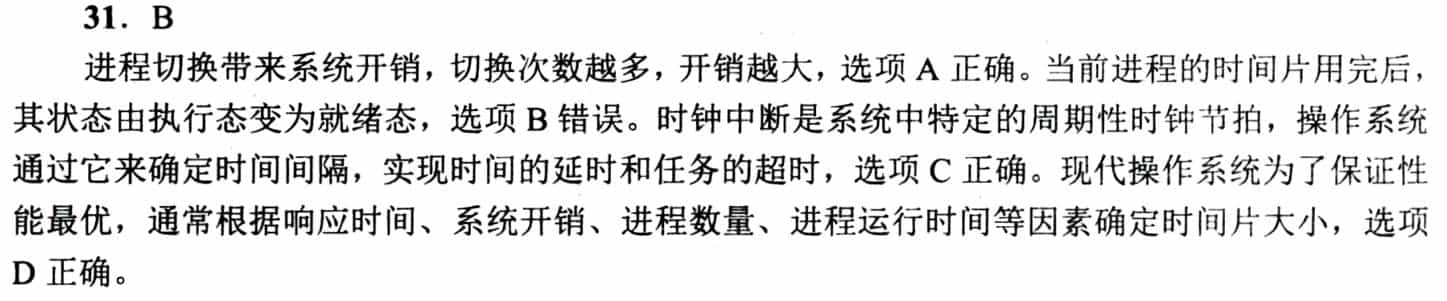 31. B
进程切换带来系统开销，切换次数越多，开销越大，选项 A 正确。当前进程的时间片用完后，
其状态由执行态变为就绪态，选项 B 错误。时钟中断是系统中特定的周期性时钟节拍，操作系统
通过它来确定时间间隔，实现时间的延时和任务的超时，选项 C 正确。现代操作系统为了保证性
能最优，通常根据响应时间、系统开销、进程数量、进程运行时间等因素确定时间片大小，选项
D 正确。